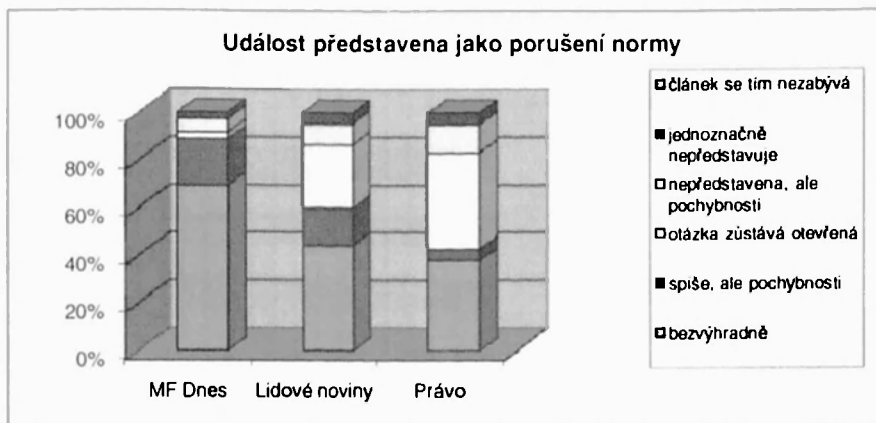 Událost představena jako porušení normy
100%
80%
60%
40%
20%
0%
MF Dnes
Lidové noviny
Právo
článek se tím nezabývá
jednoznačně
nepředstavuje
nepředstavena, ale
pochybnosti
otázka zůstává otevřená
spíše, ale pochybnosti
bezvýhradně